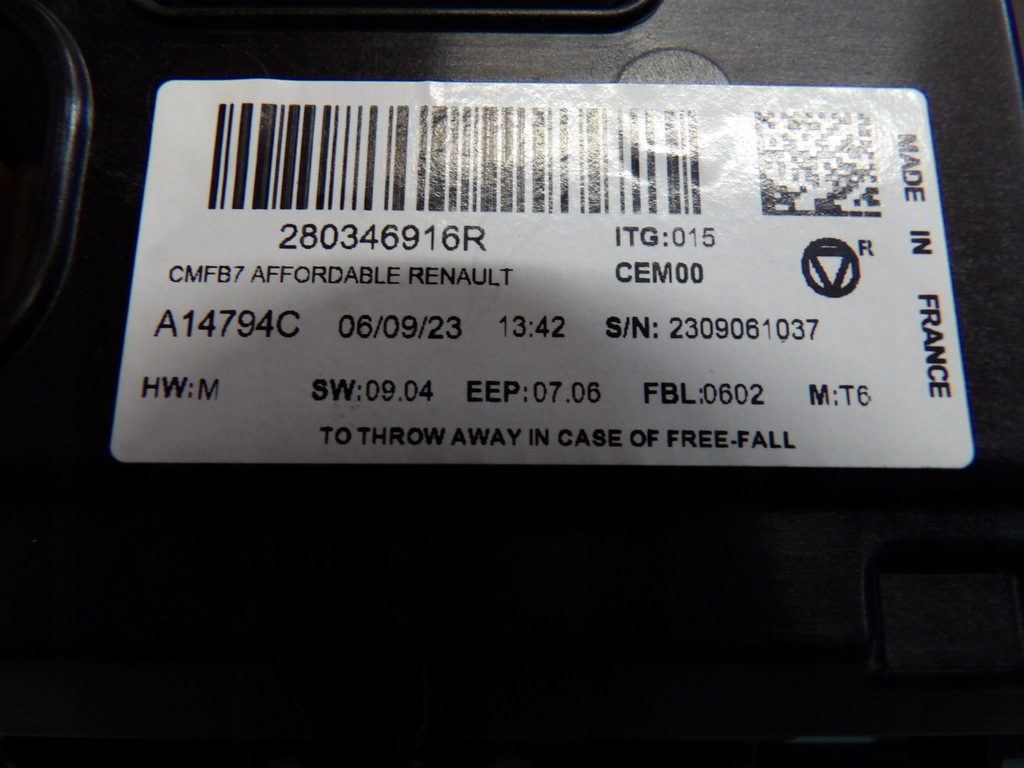 280346916R ITG:015
CMFB7 AFFORDABLE RENAULT CEM00
R
A14794C 06/09/23 13:42 S/N: 2309061037
HW:M SW:09.04 EEP:07.06 FBL:0602 M:T6
TO THROW AWAY IN CASE OF FREE-FALL
MADE IN FRANCE